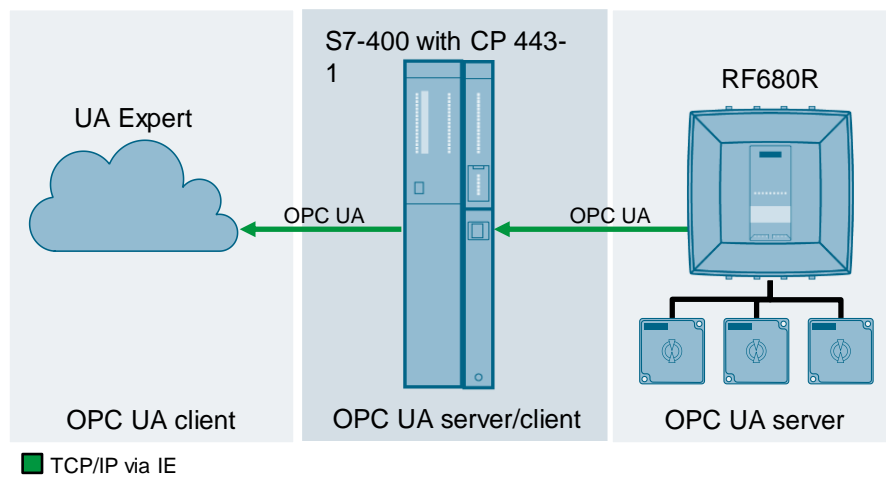 S7-400 with CP 443-
1
RF680R
UA Expert
OPC UA
OPC UA
OPC UA client
OPC UA server/client
OPC UA server
TCP/IP via IE